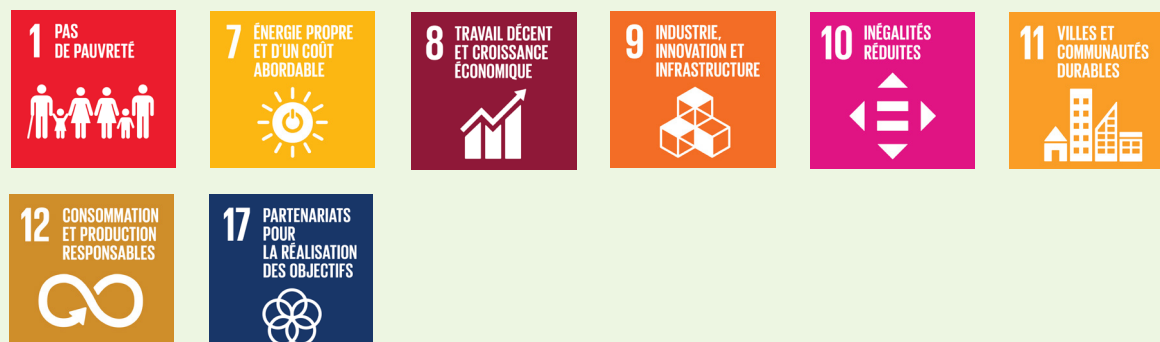 1 PAS
DE PAUVRETÉ
7 ÉNERGIE PROPRE
ET D'UN COÛT
ABORDABLE
8 TRAVAIL DÉCENT
ET CROISSANCE
ÉCONOMIQUE
9 INDUSTRIE,
INNOVATION ET
INFRASTRUCTURE
10 INÉGALITÉS
RÉDUITES
11 VILLES ET
COMMUNAUTÉS
DURABLES
12 CONSOMMATION
ET PRODUCTION
RESPONSABLES
17 PARTENARIATS
POUR
LA RÉALISATION
DES OBJECTIFS